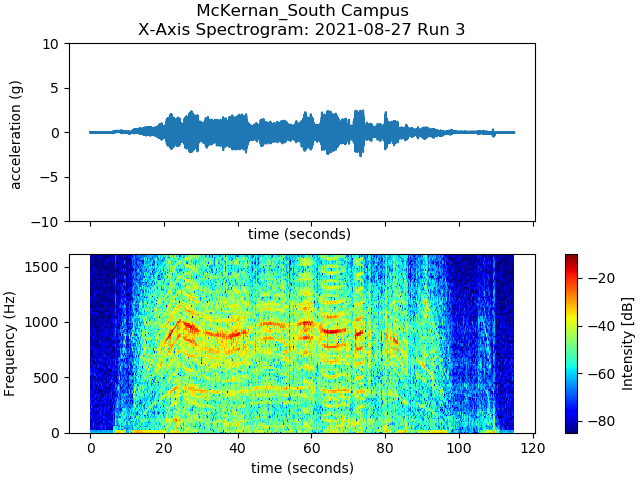 McKernan_South Campus
X-Axis Spectrogram: 2021-08-27 Run 3
10
5
0
−5
−10
acceleration (g)
time (seconds)
1500
1000
500
0
Frequency (Hz)
0
20
40
60
80
100
120
time (seconds)
−20
−40
−60
−80
Intensity [dB]